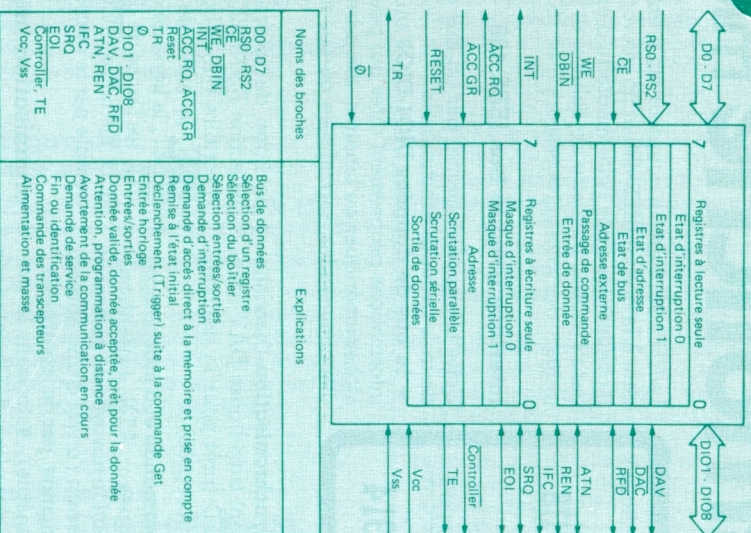 D0 - D7
RS0 - RS2
CE
WE
DBIN
INT
ACC RQ
ACC GR
RESET
TR
Ø
7 Registres à lecture seule 0
Etat d'interruption 0
Etat d'interruption 1
Etat d'adresse
Etat de bus
Adresse externe
Passage de commande
Entrée de donnée
7 Registres à écriture seule 0
Masque d'interruption 0
Masque d'interruption 1
Adresse
Scrutation parallèle
Scrutation sérielle
Sortie de données
DIO1 - DIO8
DAV
DAC
RFD
ATN
REN
IFC
SRQ
EOI
Controller
TE
Vcc
Vss
Noms des broches Explications
D0 - D7 Bus de données
RS0 - RS2 Sélection d'un registre
CE Sélection du boîtier
WE, DBIN Sélection entrées/sorties
INT Demande d'interruption
ACC RQ, ACC GR Demande d'accès direct à la mémoire et prise en compte
Reset Remise à l'état initial
TR Déclenchement (Trigger) suite à la commande Get
Ø Entrée horloge
DIO1 - DIO8 Entrées/sorties
DAV, DAC, RFD Donnée valide, donnée acceptée, prêt pour la donnée
ATN, REN Attention, programmation à distance
IFC Avortement de la communication en cours
SRQ Demande de service
EOI Fin ou identification
Controller, TE Commande des transcepteurs
Vcc, Vss Alimentation et masse